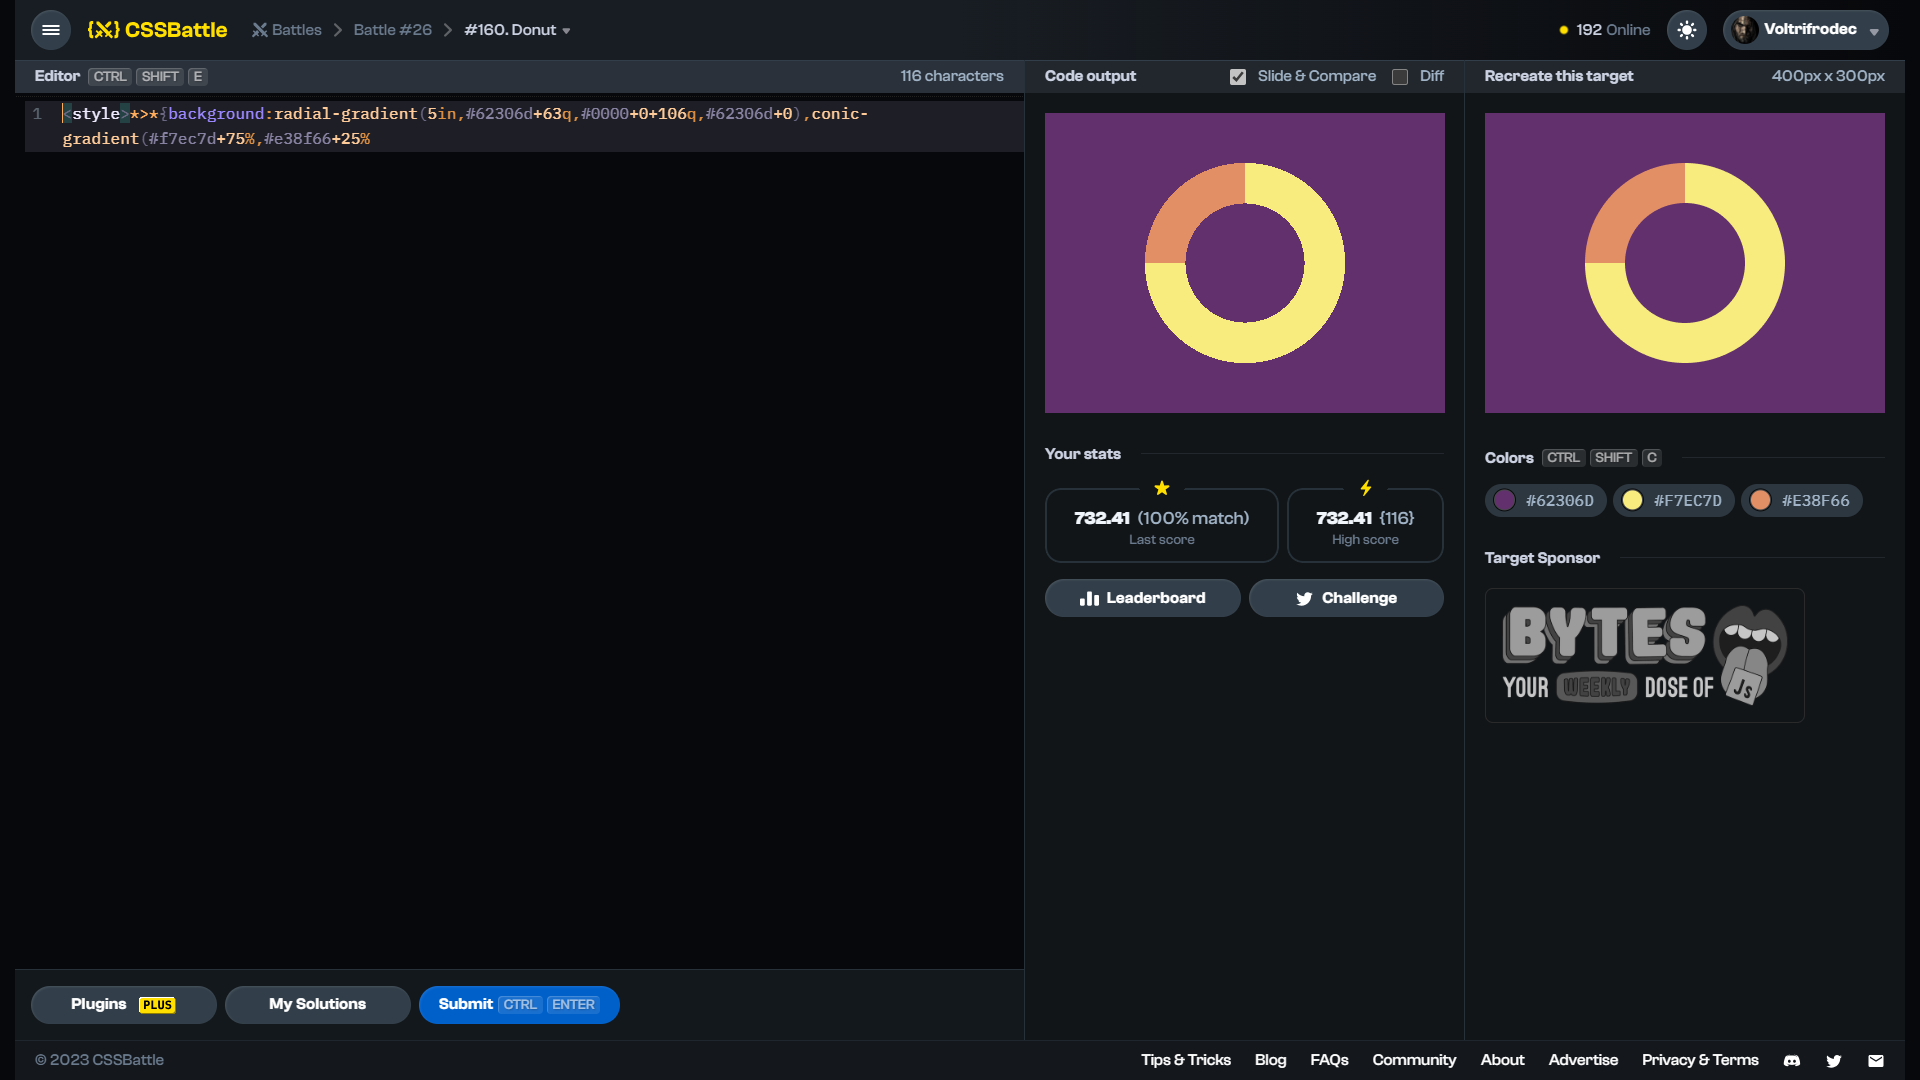 {X} CSSBattle
Battles
Battle #26
#160. Donut
192 Online
Voltrifrodec
Editor CTRL SHIFT E
116 characters
Code output
Slide & Compare
Diff
Recreate this target
400px x 300px
1 <style>*>*{background:radial-gradient(5in,#62306d+63q,#0000+0+106q,#62306d+0),conic-
gradient(#f7ec7d+75%,#e38f66+25%
Your stats
732.41 (100% match)
Last score
732.41 {116}
High score
Leaderboard
Challenge
Colors CTRL SHIFT C
#62306D
#F7EC7D
#E38F66
Target Sponsor
BYTES
YOUR WEEKLY DOSE OF JS
Plugins PLUS
My Solutions
Submit CTRL ENTER
© 2023 CSSBattle
Tips & Tricks
Blog
FAQs
Community
About
Advertise
Privacy & Terms